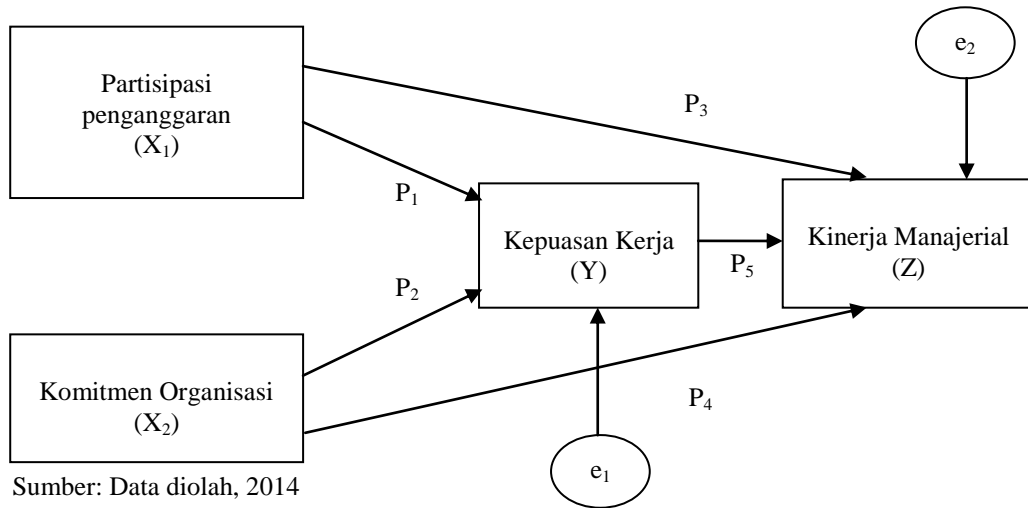 Partisipasi
penganggaran
(X₁)
e₂
P₃
P₁
Kepuasan Kerja
(Y)
Kinerja Manajerial
(Z)
P₅
P₂
Komitmen Organisasi
(X₂)
P₄
e₁
Sumber: Data diolah, 2014